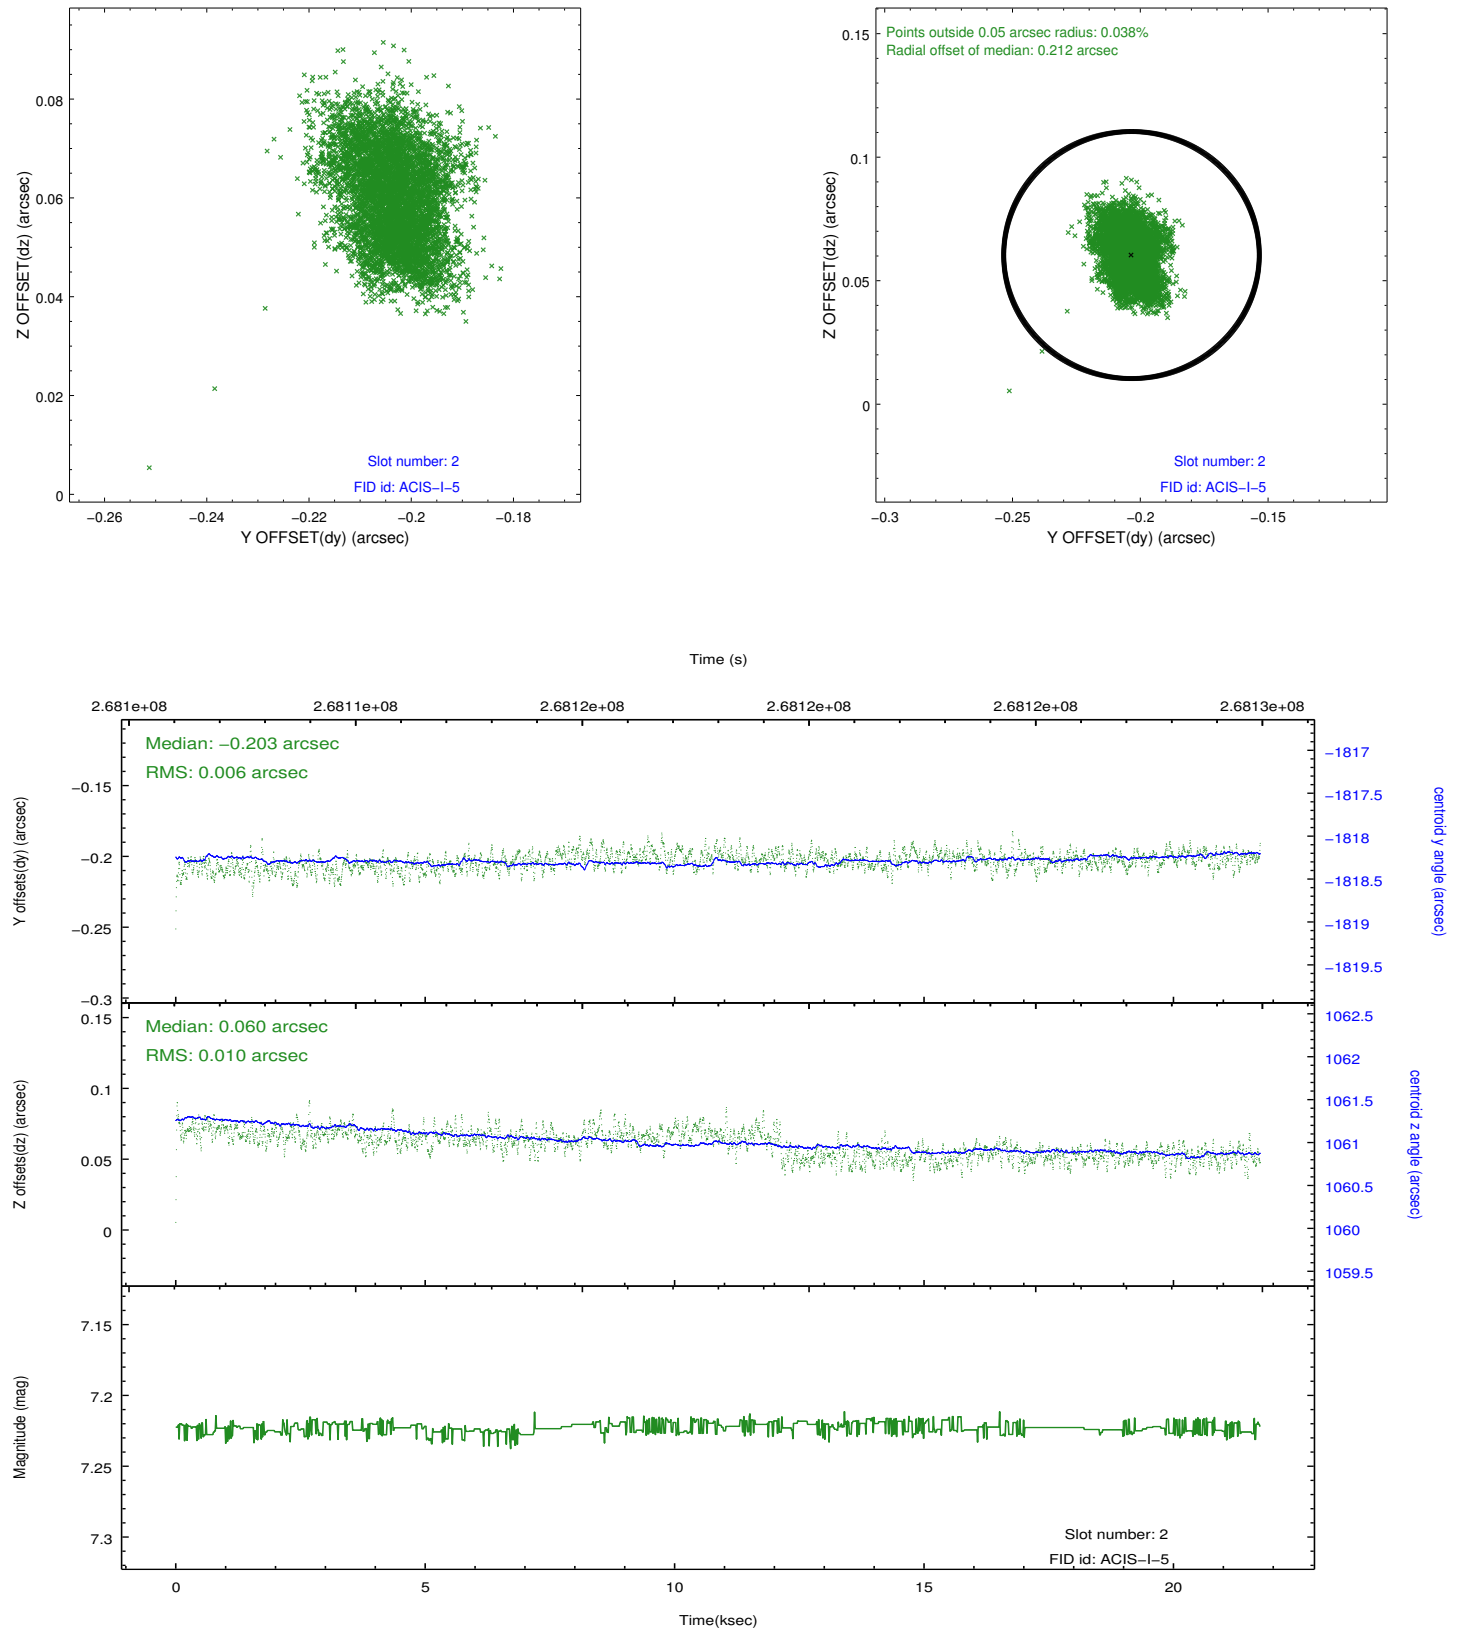 0.08
0.06
0.04
0.02
0
Z OFFSET(dz) (arcsec)
Slot number: 2
FID id: ACIS−I−5
−0.26
−0.24
−0.22
−0.2
−0.18
Y OFFSET(dy) (arcsec)
Points outside 0.05 arcsec radius: 0.038%
Radial offset of median: 0.212 arcsec
0.15
0.1
0.05
0
Z OFFSET(dz) (arcsec)
Slot number: 2
FID id: ACIS−I−5
−0.3
−0.25
−0.2
−0.15
Y OFFSET(dy) (arcsec)
Time (s)
2.681e+08
2.6811e+08
2.6812e+08
2.6812e+08
2.6812e+08
2.6813e+08
Median: −0.203 arcsec
RMS: 0.006 arcsec
−0.15
−0.2
−0.25
−0.3
Y offsets(dy) (arcsec)
−1817
−1817.5
−1818
−1818.5
−1819
−1819.5
centroid y angle (arcsec)
Median: 0.060 arcsec
RMS: 0.010 arcsec
0.15
0.1
0.05
0
Z offsets(dz) (arcsec)
1062.5
1062
1061.5
1061
1060.5
1060
1059.5
centroid z angle (arcsec)
7.15
7.2
7.25
7.3
Magnitude (mag)
Slot number: 2
FID id: ACIS−I−5
0
5
10
15
20
Time(ksec)